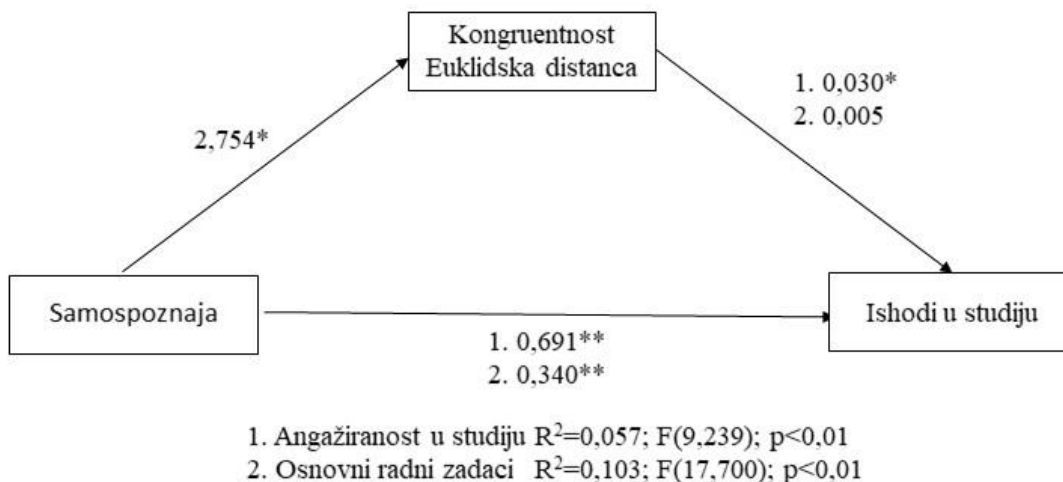 Kongruentnost
Euklidska distanca
1. 0,030*
2. 0,005
2,754*
Samospoznaja
Ishodi u studiju
1. 0,691**
2. 0,340**
1. Angažiranost u studiju R²=0,057; F(9,239); p<0,01
2. Osnovni radni zadaci R²=0,103; F(17,700); p<0,01